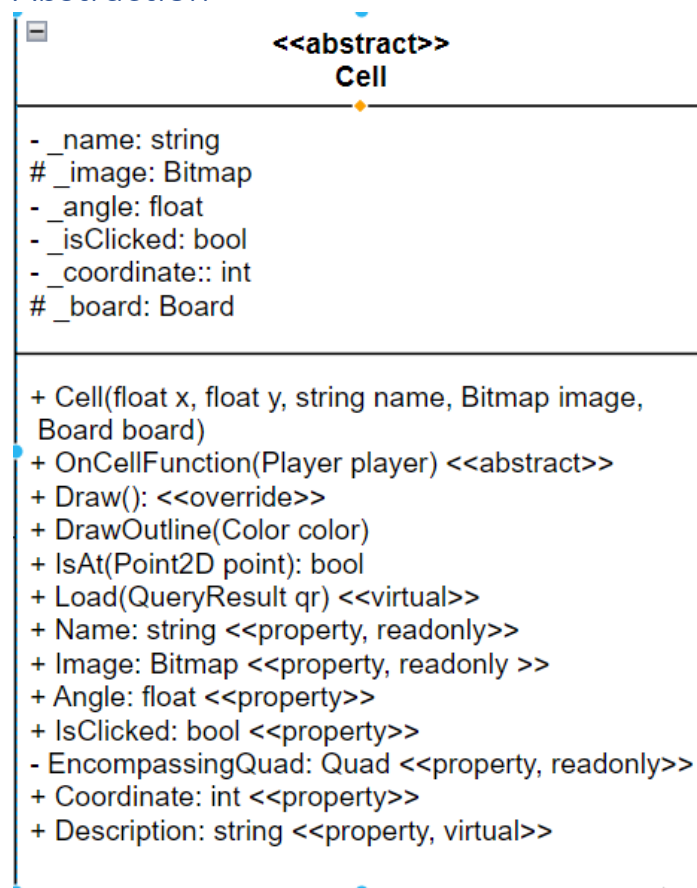 Abstraction
<<abstract>>
Cell
- _name: string
# _image: Bitmap
- _angle: float
- _isClicked: bool
- _coordinate:: int
# _board: Board
+ Cell(float x, float y, string name, Bitmap image,
Board board)
+ OnCellFunction(Player player) <<abstract>>
+ Draw(): <<override>>
+ DrawOutline(Color color)
+ IsAt(Point2D point): bool
+ Load(QueryResult qr) <<virtual>>
+ Name: string <<property, readonly>>
+ Image: Bitmap <<property, readonly >>
+ Angle: float <<property>>
+ IsClicked: bool <<property>>
- EncompassingQuad: Quad <<property, readonly>>
+ Coordinate: int <<property>>
+ Description: string <<property, virtual>>